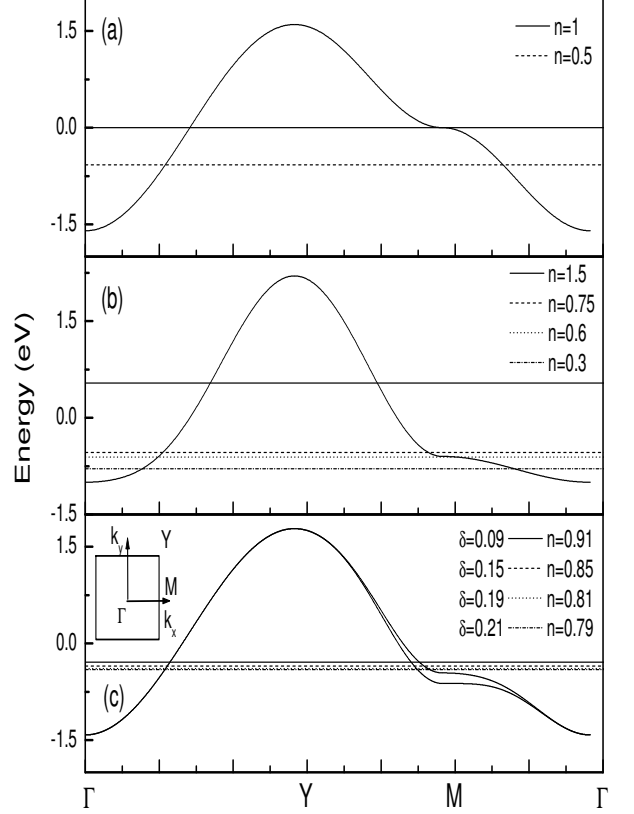 (a)
n=1
n=0.5
1.5
0.0
-1.5
(b)
n=1.5
n=0.75
n=0.6
n=0.3
1.5
0.0
-1.5
Energy (eV)
k_y
Y
M
Γ
k_x
δ=0.09 n=0.91
δ=0.15 n=0.85
δ=0.19 n=0.81
δ=0.21 n=0.79
1.5
0.0
-1.5
(c)
Γ Y M Γ